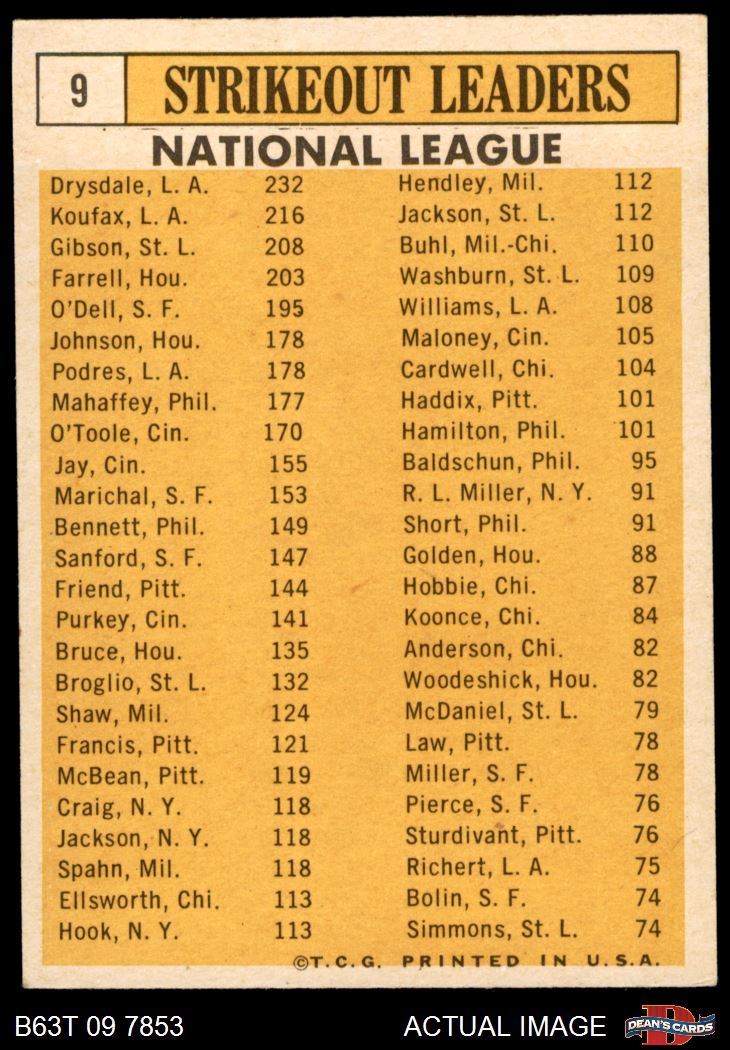 9 STRIKEOUT LEADERS
NATIONAL LEAGUE
Drysdale, L. A. 232
Koufax, L. A. 216
Gibson, St. L. 208
Farrell, Hou. 203
O'Dell, S. F. 195
Johnson, Hou. 178
Podres, L. A. 178
Mahaffey, Phil. 177
O'Toole, Cin. 170
Jay, Cin. 155
Marichal, S. F. 153
Bennett, Phil. 149
Sanford, S. F. 147
Friend, Pitt. 144
Purkey, Cin. 141
Bruce, Hou. 135
Broglio, St. L. 132
Shaw, Mil. 124
Francis, Pitt. 121
McBean, Pitt. 119
Craig, N. Y. 118
Jackson, N. Y. 118
Spahn, Mil. 118
Ellsworth, Chi. 113
Hook, N. Y. 113
Hendley, Mil. 112
Jackson, St. L. 112
Buhl, Mil.-Chi. 110
Washburn, St. L. 109
Williams, L. A. 108
Maloney, Cin. 105
Cardwell, Chi. 104
Haddix, Pitt. 101
Hamilton, Phil. 101
Baldschun, Phil. 95
R. L. Miller, N. Y. 91
Short, Phil. 91
Golden, Hou. 88
Hobbie, Chi. 87
Koonce, Chi. 84
Anderson, Chi. 82
Woodeshick, Hou. 82
McDaniel, St. L. 79
Law, Pitt. 78
Miller, S. F. 78
Pierce, S. F. 76
Sturdivant, Pitt. 76
Richert, L. A. 75
Bolin, S. F. 74
Simmons, St. L. 74
©T.C.G. PRINTED IN U.S.A.
B63T 09 7853 ACTUAL IMAGE
D
DEAN'S CARDS